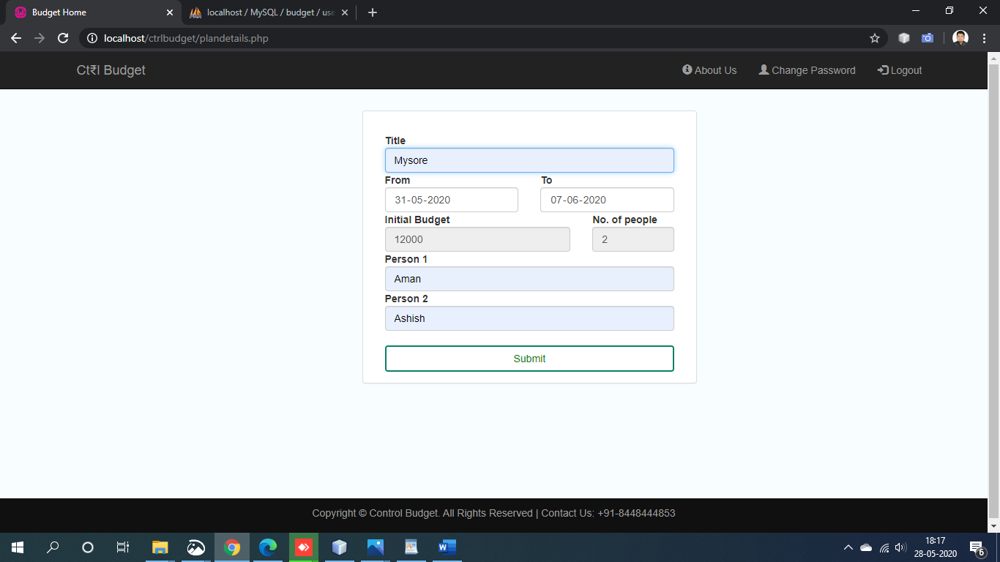 Budget Home
localhost / MySQL / budget / use
localhost/ctrlbudget/plandetails.php
Ct₹l Budget
About Us
Change Password
Logout
Title
Mysore
From To
31-05-2020 07-06-2020
Initial Budget No. of people
12000 2
Person 1
Aman
Person 2
Ashish
Submit
Copyright © Control Budget. All Rights Reserved | Contact Us: +91-8448444853
18:17
28-05-2020
6